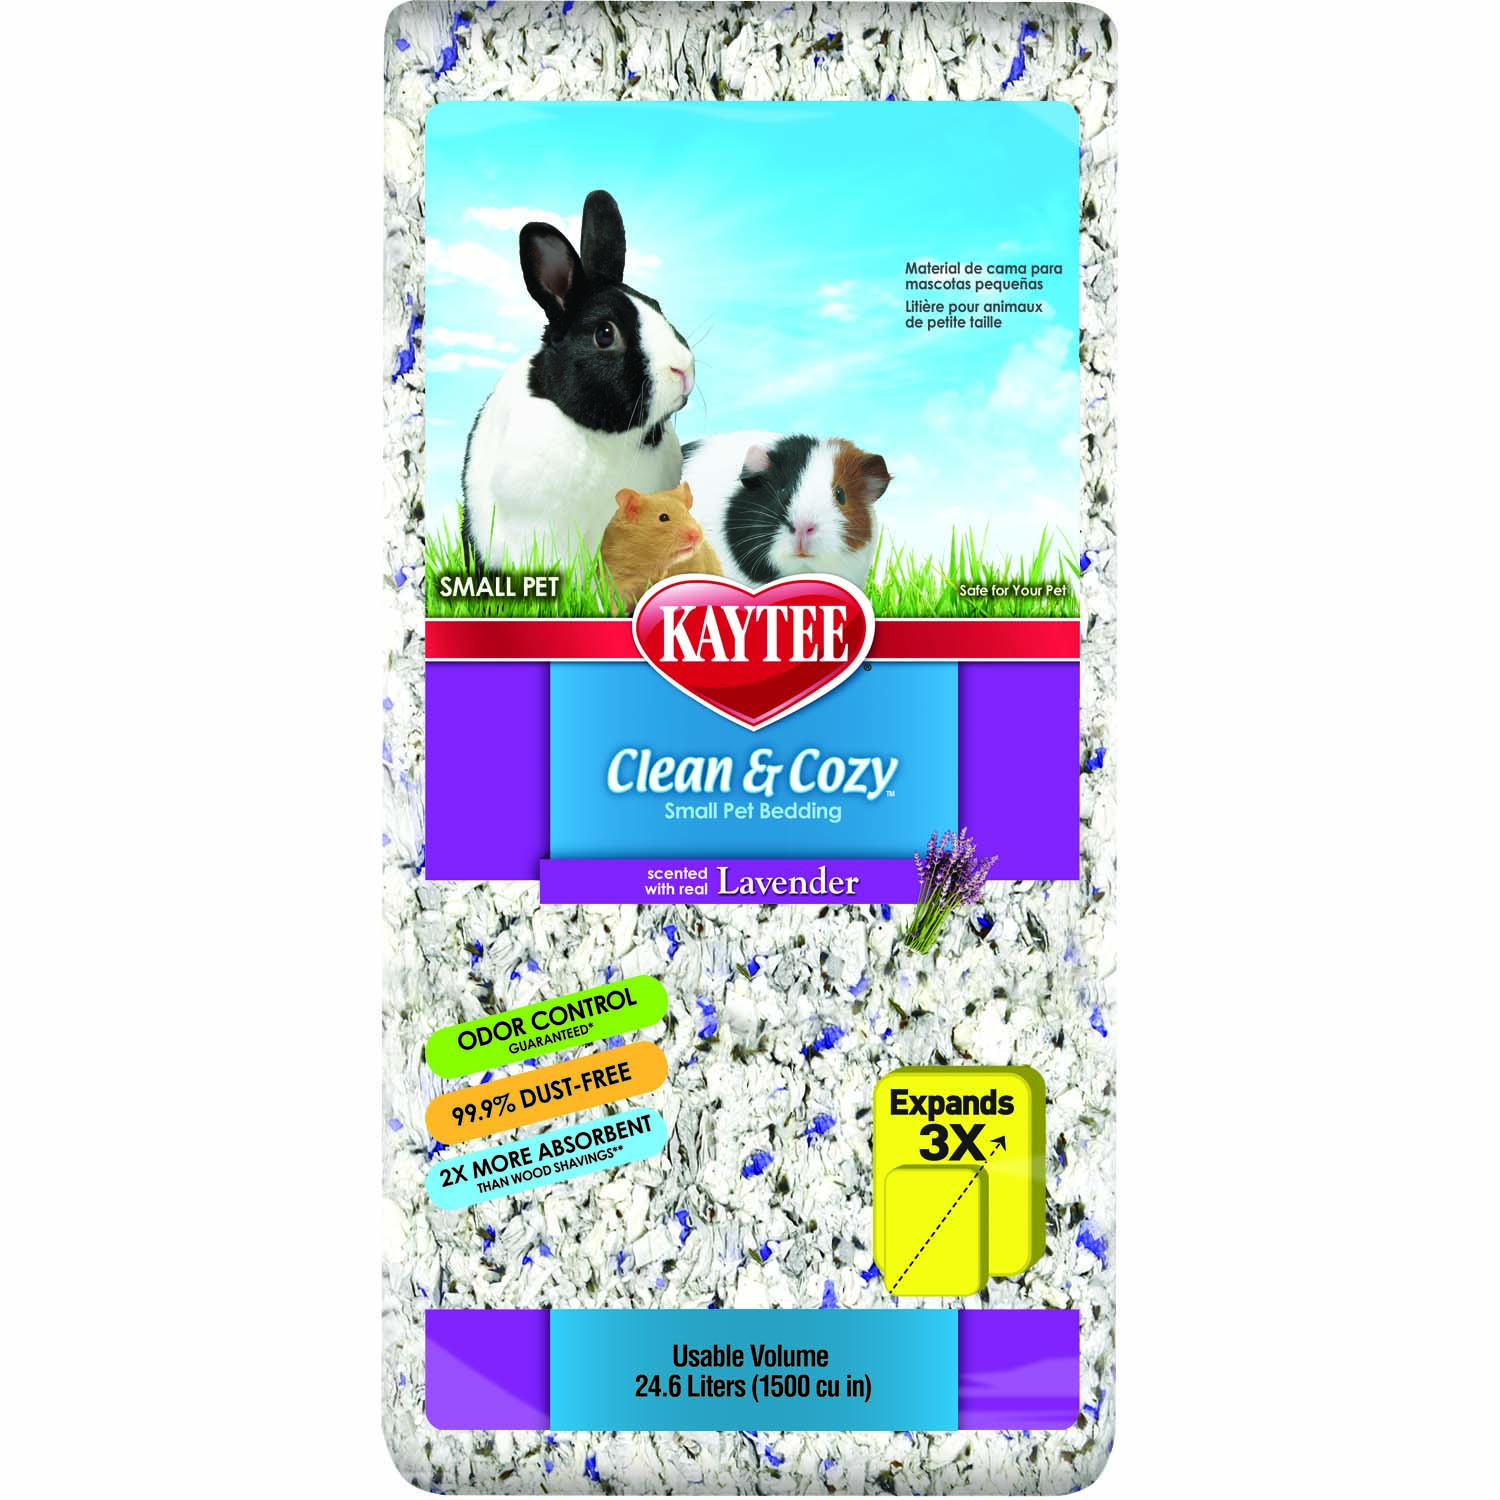 Material de cama para
mascotas pequeñas
Litière pour animaux
de petite taille
SMALL PET
Safe for Your Pet
KAYTEE®
Clean & Cozy™
Small Pet Bedding
scented
with real Lavender
ODOR CONTROL
GUARANTEED*
99.9% DUST-FREE
2X MORE ABSORBENT
THAN WOOD SHAVINGS**
Expands
3X
Usable Volume
24.6 Liters (1500 cu in)